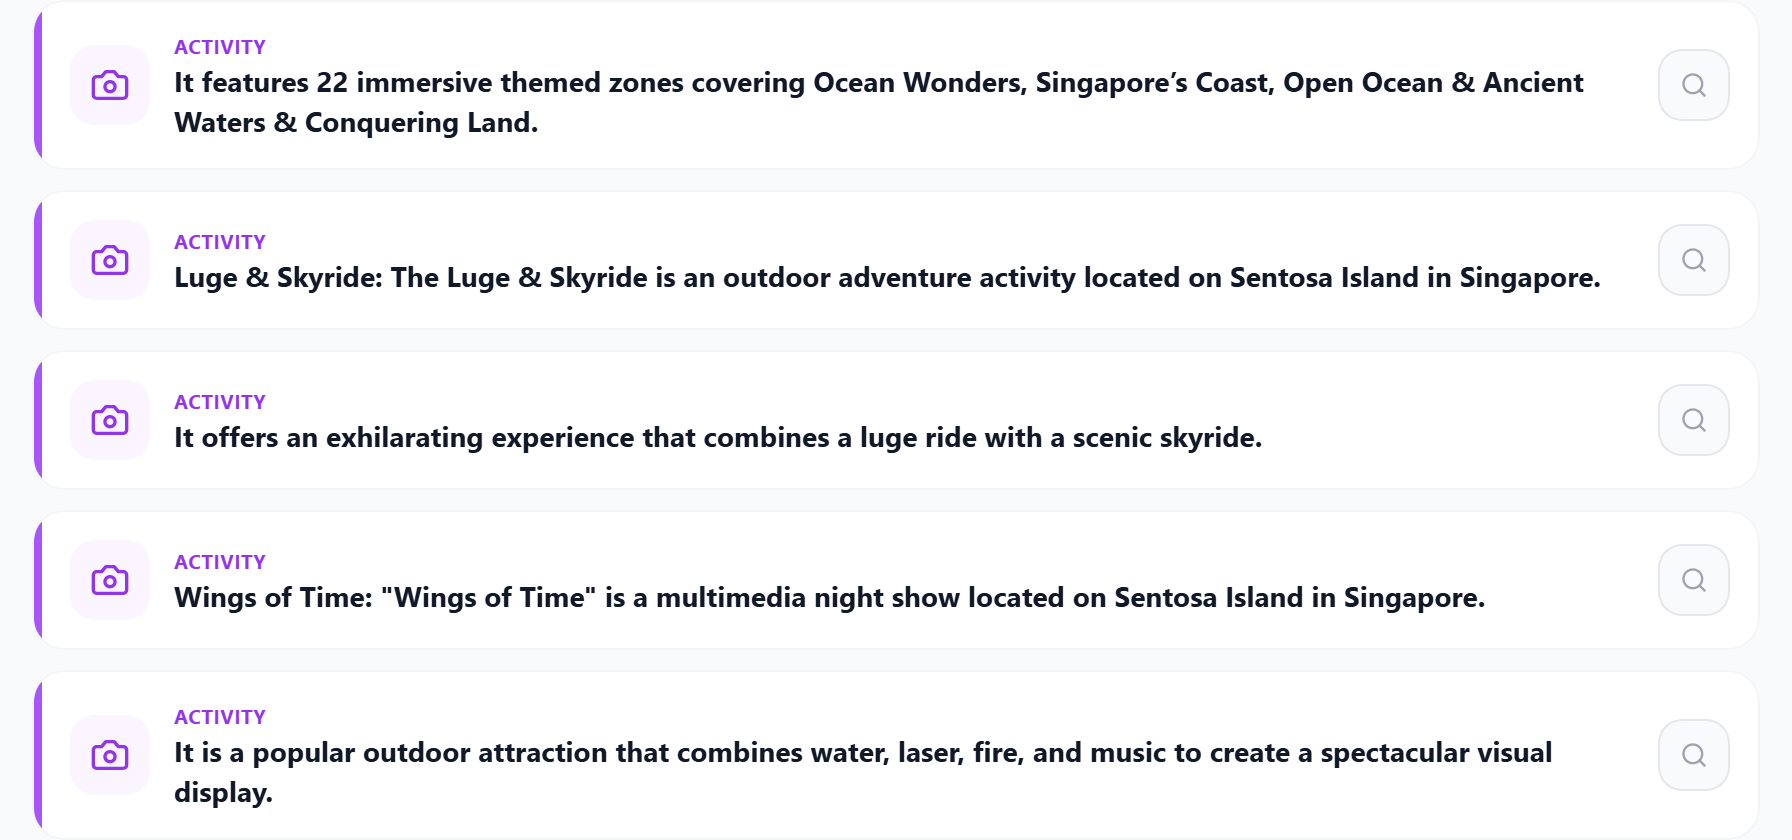 ACTIVITY
It features 22 immersive themed zones covering Ocean Wonders, Singapore’s Coast, Open Ocean & Ancient
Waters & Conquering Land.
ACTIVITY
Luge & Skyride: The Luge & Skyride is an outdoor adventure activity located on Sentosa Island in Singapore.
ACTIVITY
It offers an exhilarating experience that combines a luge ride with a scenic skyride.
ACTIVITY
Wings of Time: "Wings of Time" is a multimedia night show located on Sentosa Island in Singapore.
ACTIVITY
It is a popular outdoor attraction that combines water, laser, fire, and music to create a spectacular visual
display.